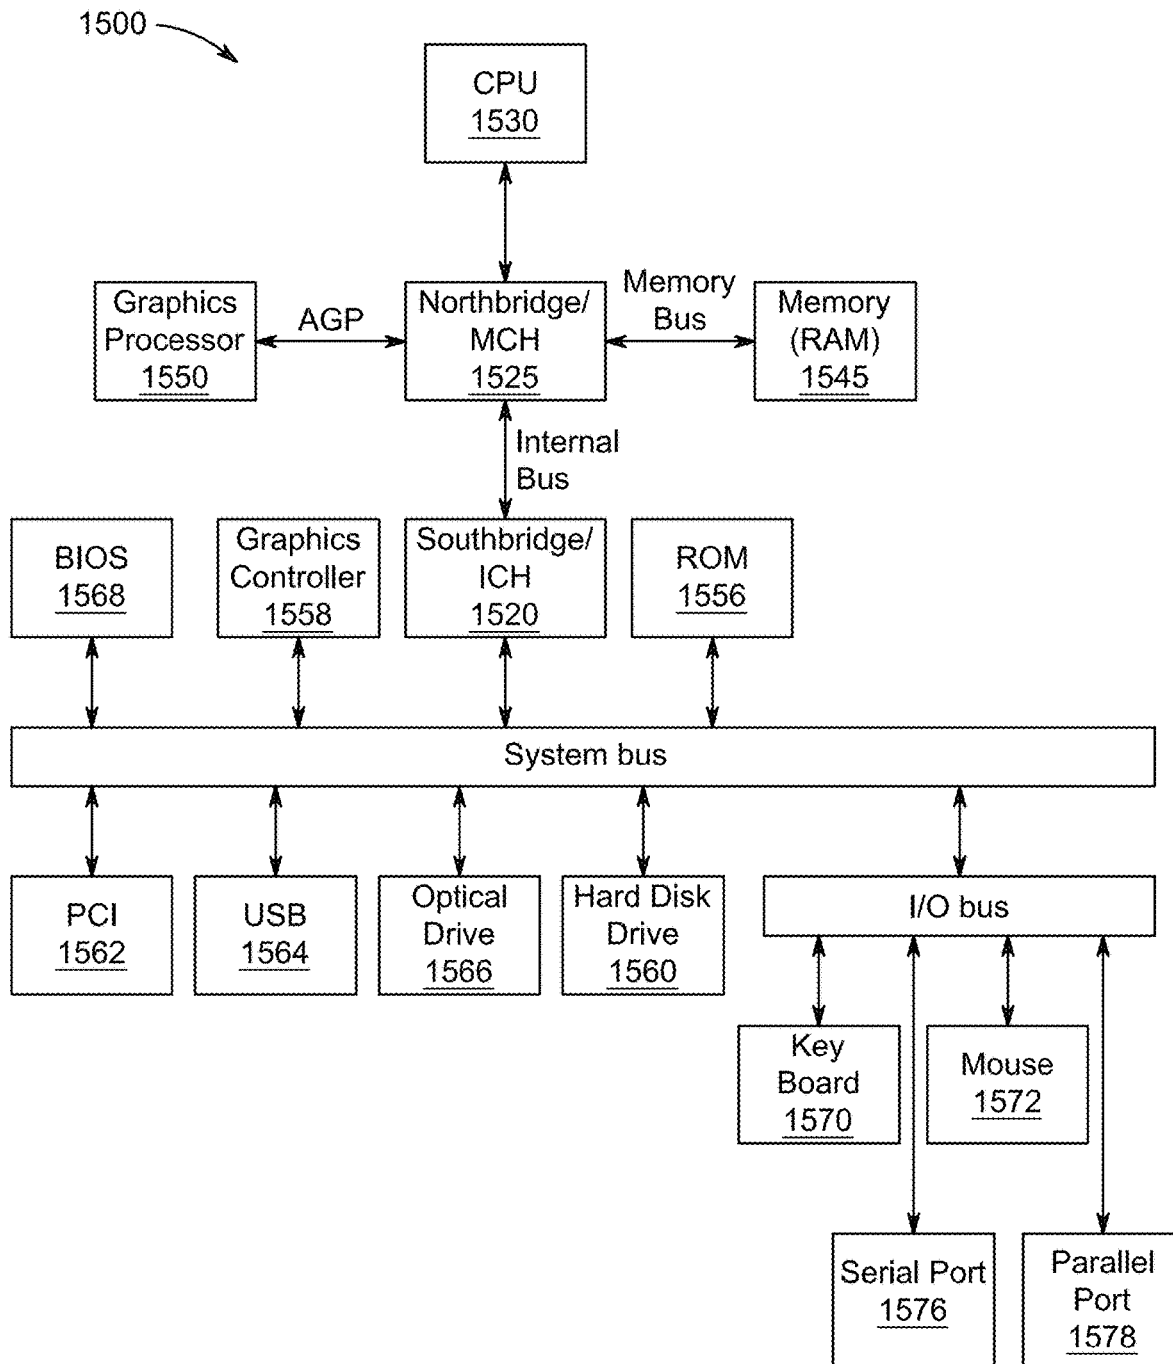 1500
CPU
1530
Graphics
Processor
1550
AGP
Northbridge/
MCH
1525
Memory
Bus
Memory
(RAM)
1545
Internal
Bus
BIOS
1568
Graphics
Controller
1558
Southbridge/
ICH
1520
ROM
1556
System bus
PCI
1562
USB
1564
Optical
Drive
1566
Hard Disk
Drive
1560
I/O bus
Key
Board
1570
Mouse
1572
Serial Port
1576
Parallel
Port
1578